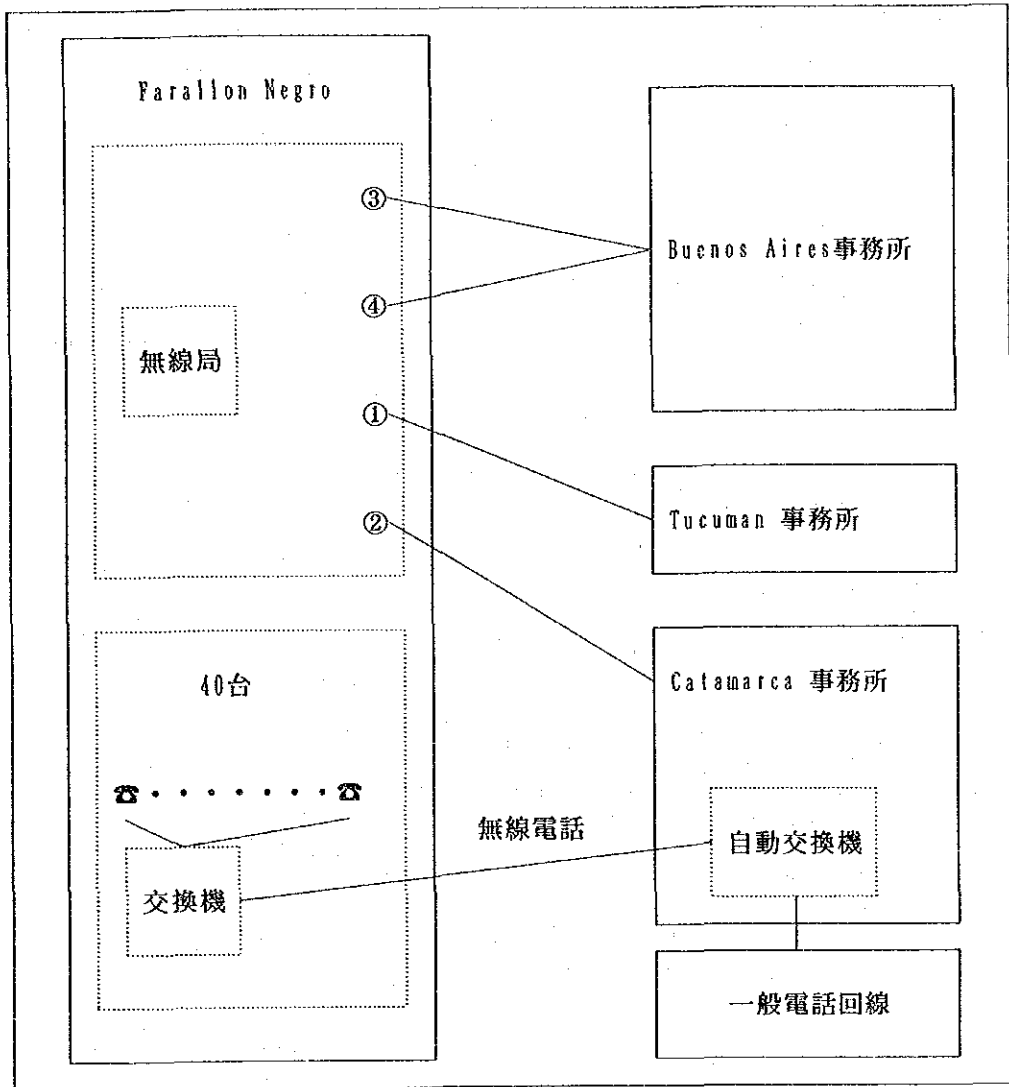 Farallon Negro
③
④
無線局
①
②
40台
☎・・・・・・・☎
交換機
無線電話
Buenos Aires事務所
Tucuman 事務所
Catamarca 事務所
自動交換機
一般電話回線